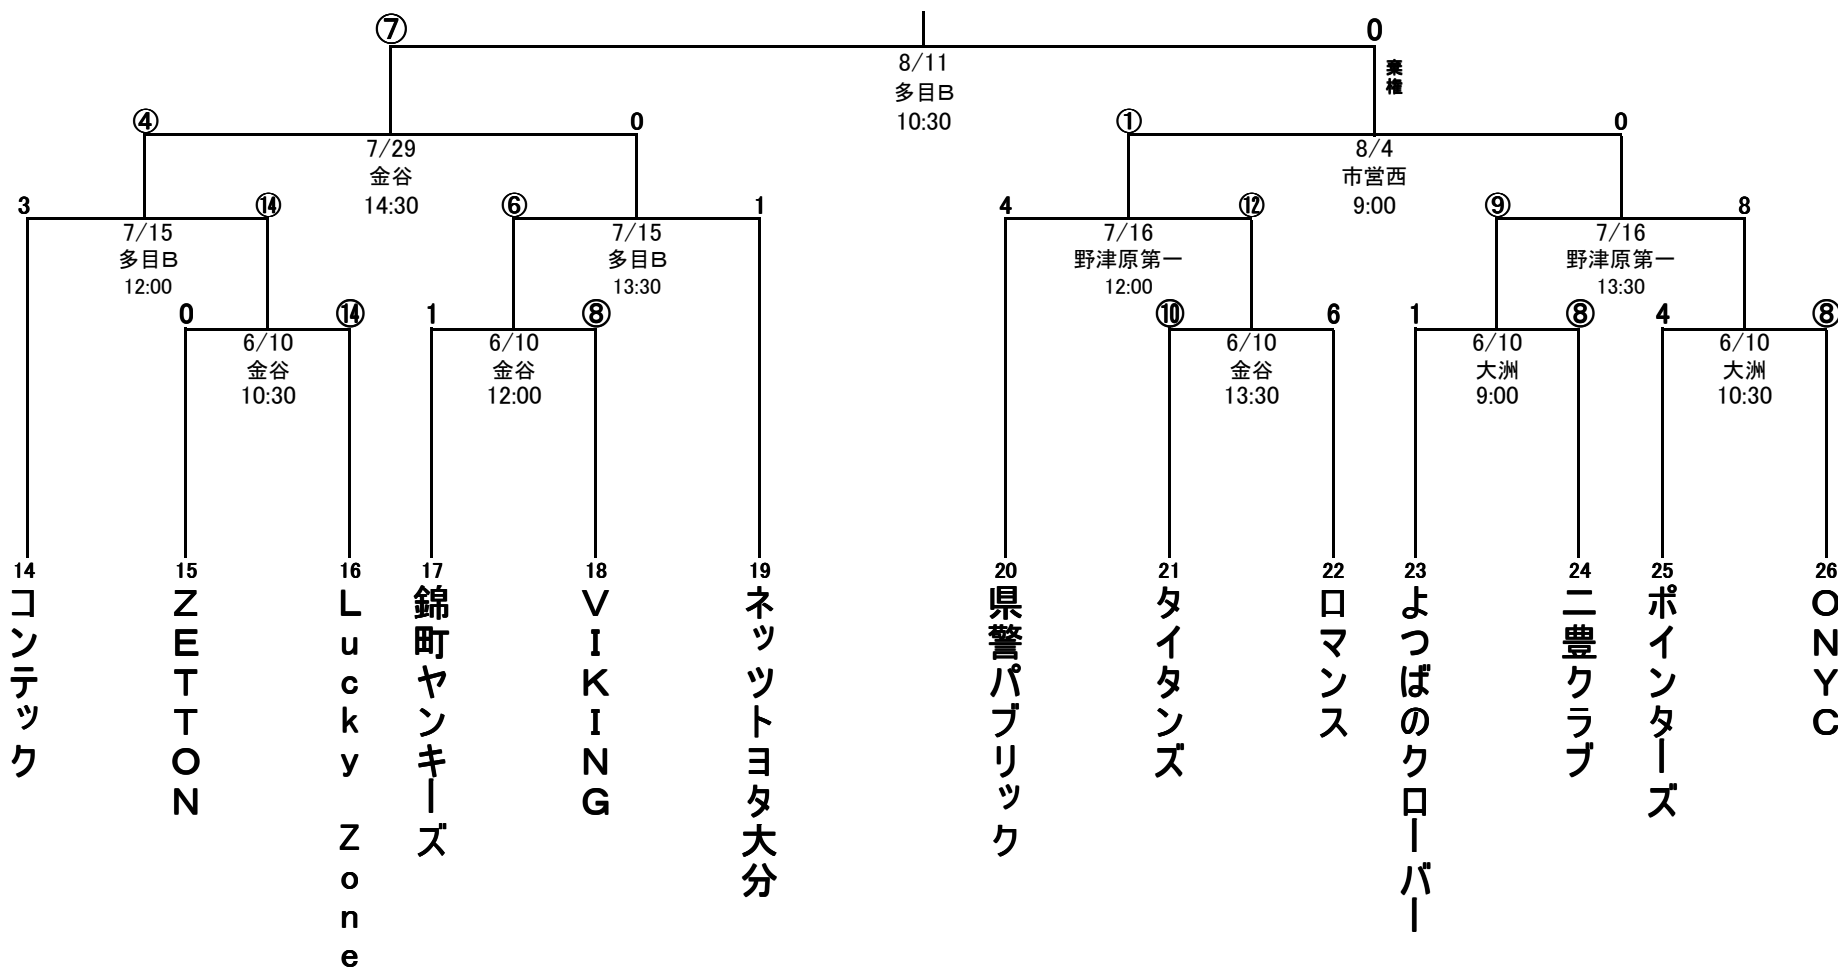 ⑦ 0
8/11
棄権
多目B
10:30
④ 0 ① 0
7/29 8/4
金谷 市営西
14:30 9:00
3 ⑭ ⑥ 1 4 ⑫ ⑨ 8
7/15 7/15 7/16 7/16
多目B 多目B 野津原第一 野津原第一
12:00 13:30 12:00 13:30
0 ⑭ 1 ⑧ ⑩ 6 1 ⑧ 4 ⑧
6/10 6/10 6/10 6/10 6/10
金谷 金谷 金谷 大洲 大洲
10:30 12:00 13:30 9:00 10:30
14 15 16 17 18 19 20 21 22 23 24 25 26
コンテック
ZETTON
Lucky Zone
錦町ヤンキーズ
VIKING
ネッツトヨタ大分
県警パブリック
タイタンズ
ロマンス
よつばのクローバー
二豊クラブ
ポインターズ
ONYC